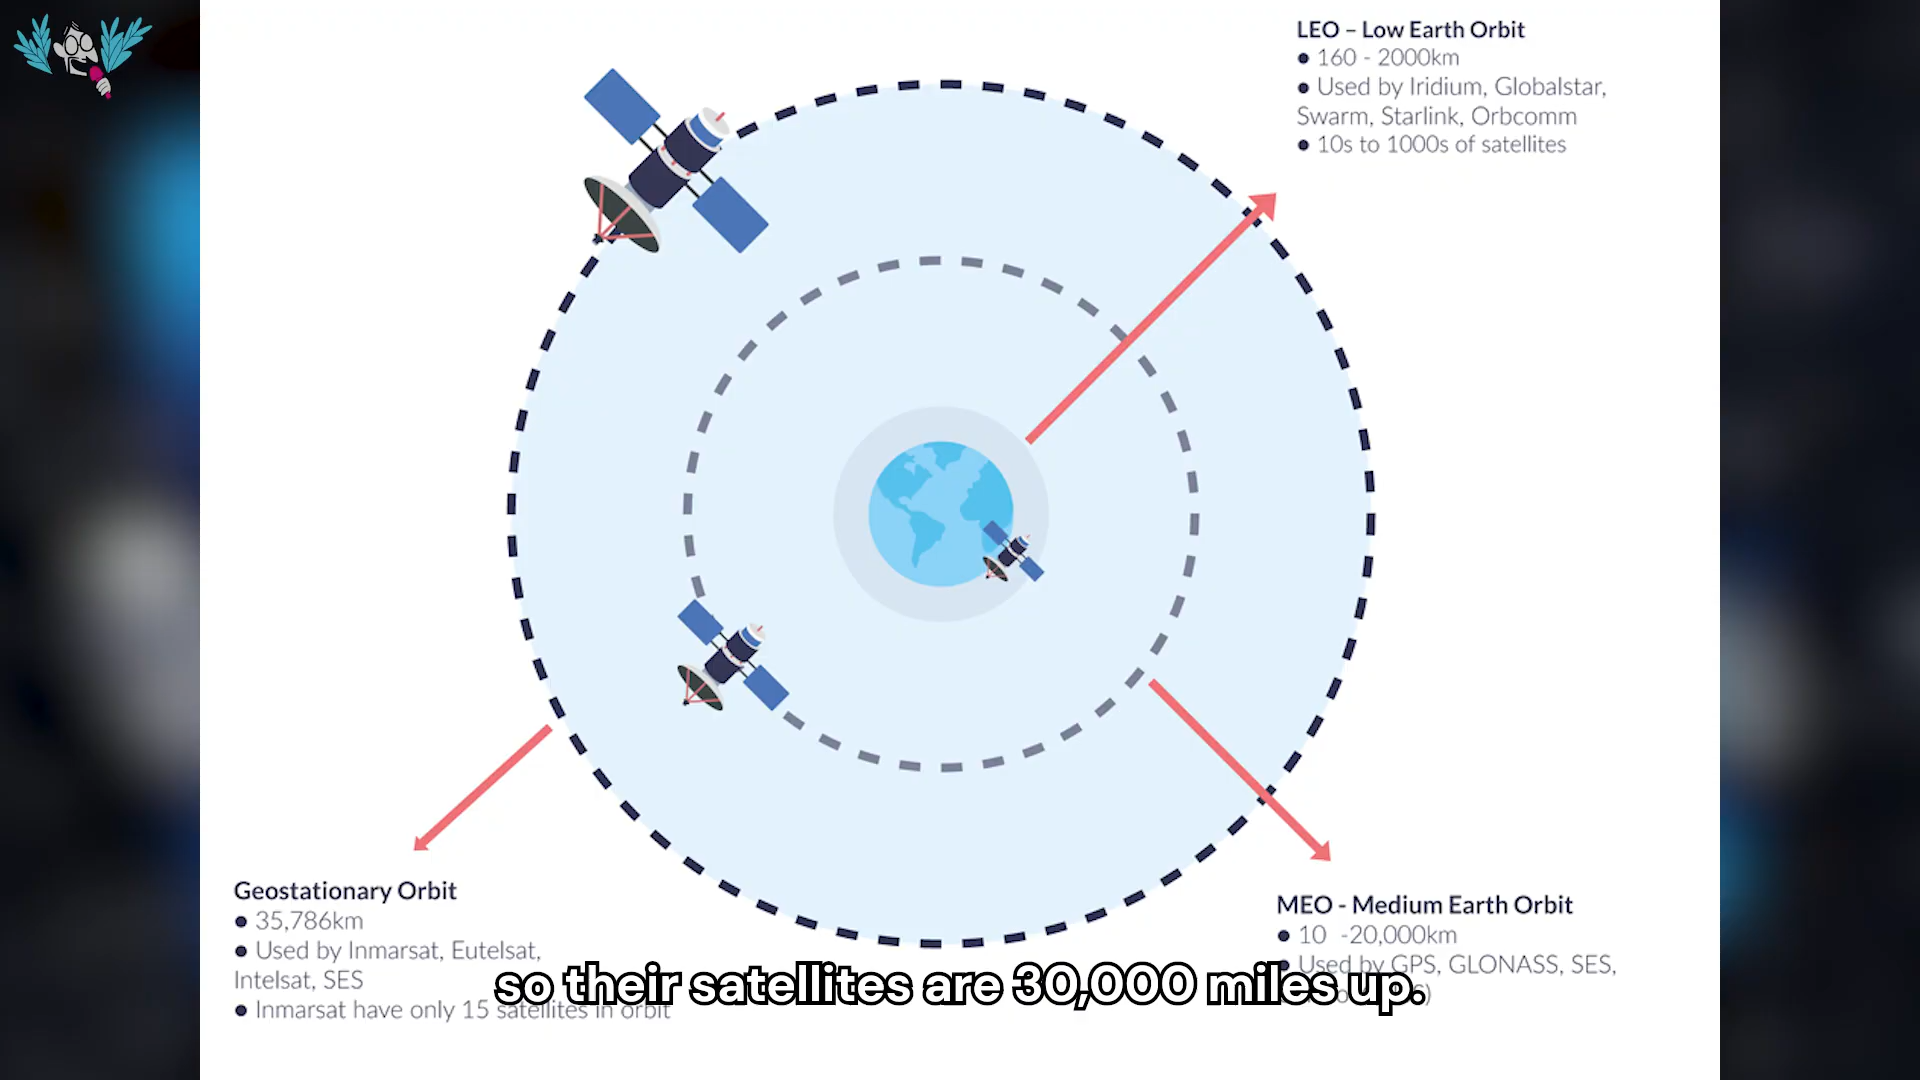 LEO – Low Earth Orbit
● 160 - 2000km
● Used by Iridium, Globalstar,
Swarm, Starlink, Orbcomm
● 10s to 1000s of satellites
Geostationary Orbit
● 35,786km
● Used by Inmarsat, Eutelsat,
Intelsat, SES
● Inmarsat have only 15 satellites in orbit
MEO - Medium Earth Orbit
● 10 -20,000km
● Used by GPS, GLONASS, SES,
so their satellites are 30,000 miles up.